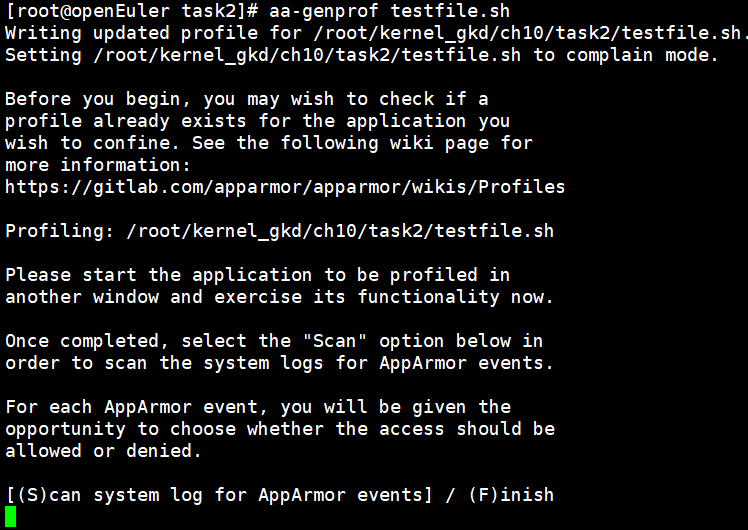 [root@openEuler task2]# aa-genprof testfile.sh
Writing updated profile for /root/kernel_gkd/ch10/task2/testfile.sh.
Setting /root/kernel_gkd/ch10/task2/testfile.sh to complain mode.
Before you begin, you may wish to check if a
profile already exists for the application you
wish to confine. See the following wiki page for
more information:
https://gitlab.com/apparmor/apparmor/wikis/Profiles
Profiling: /root/kernel_gkd/ch10/task2/testfile.sh
Please start the application to be profiled in
another window and exercise its functionality now.
Once completed, select the "Scan" option below in
order to scan the system logs for AppArmor events.
For each AppArmor event, you will be given the
opportunity to choose whether the access should be
allowed or denied.
[(S)can system log for AppArmor events] / (F)inish